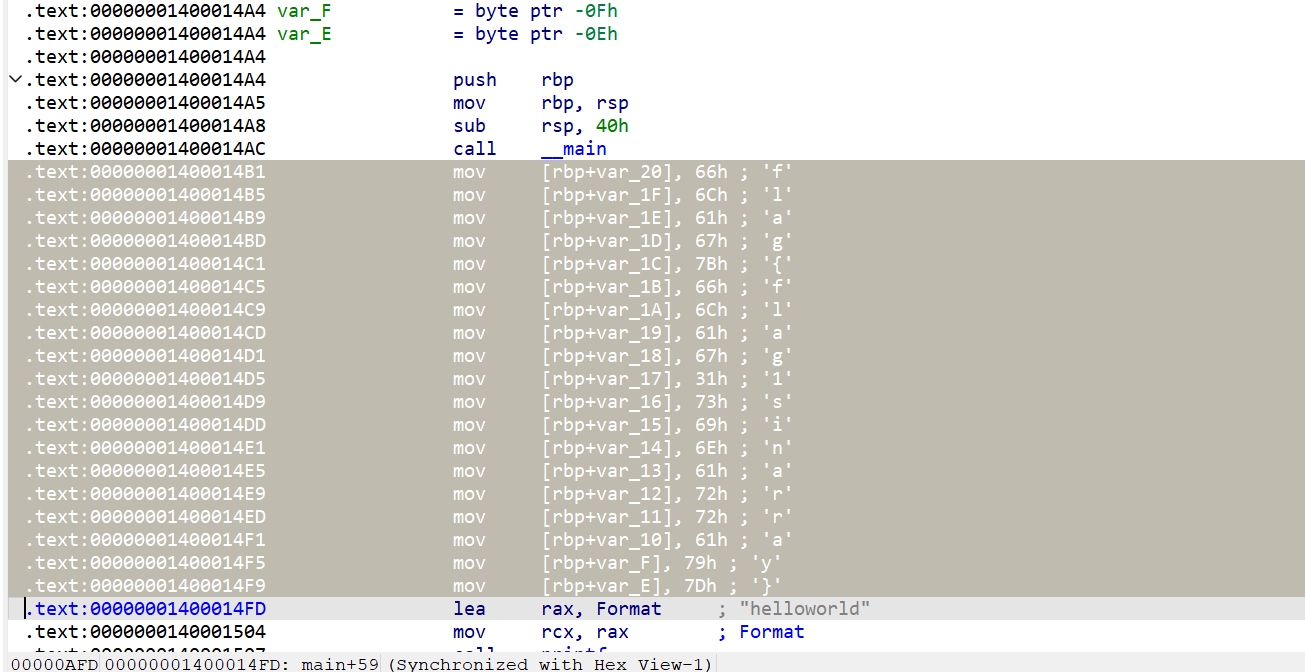 .text:00000001400014A4 var_F = byte ptr -0Fh
.text:00000001400014A4 var_E = byte ptr -0Eh
.text:00000001400014A4
.text:00000001400014A4 push rbp
.text:00000001400014A5 mov rbp, rsp
.text:00000001400014A8 sub rsp, 40h
.text:00000001400014AC call __main
.text:00000001400014B1 mov [rbp+var_20], 66h ; 'f'
.text:00000001400014B5 mov [rbp+var_1F], 6Ch ; 'l'
.text:00000001400014B9 mov [rbp+var_1E], 61h ; 'a'
.text:00000001400014BD mov [rbp+var_1D], 67h ; 'g'
.text:00000001400014C1 mov [rbp+var_1C], 7Bh ; '{'
.text:00000001400014C5 mov [rbp+var_1B], 66h ; 'f'
.text:00000001400014C9 mov [rbp+var_1A], 6Ch ; 'l'
.text:00000001400014CD mov [rbp+var_19], 61h ; 'a'
.text:00000001400014D1 mov [rbp+var_18], 67h ; 'g'
.text:00000001400014D5 mov [rbp+var_17], 31h ; '1'
.text:00000001400014D9 mov [rbp+var_16], 73h ; 's'
.text:00000001400014DD mov [rbp+var_15], 69h ; 'i'
.text:00000001400014E1 mov [rbp+var_14], 6Eh ; 'n'
.text:00000001400014E5 mov [rbp+var_13], 61h ; 'a'
.text:00000001400014E9 mov [rbp+var_12], 72h ; 'r'
.text:00000001400014ED mov [rbp+var_11], 72h ; 'r'
.text:00000001400014F1 mov [rbp+var_10], 61h ; 'a'
.text:00000001400014F5 mov [rbp+var_F], 79h ; 'y'
.text:00000001400014F9 mov [rbp+var_E], 7Dh ; '}'
.text:00000001400014FD lea rax, Format ; "helloworld"
.text:0000000140001504 mov rcx, rax ; Format
.text:0000000140001507 call printf
00000AFD 00000001400014FD: main+59 (Synchronized with Hex View-1)